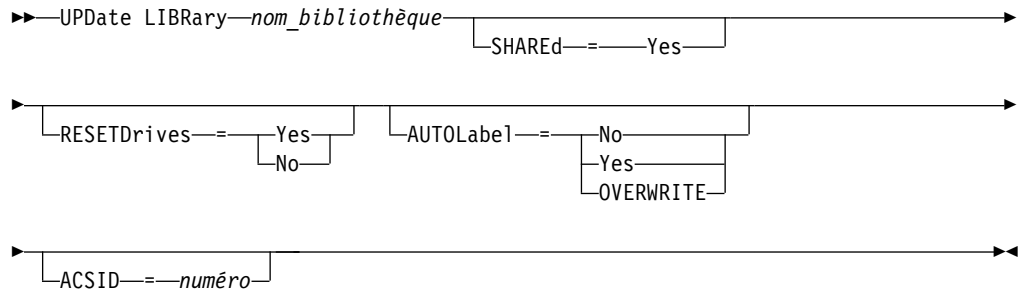 UPDate LIBRary nom_bibliothèque
SHAREd = Yes
RESETDrives = Yes
No
AUTOLabel = No
Yes
OVERWRITE
ACSID = numéro